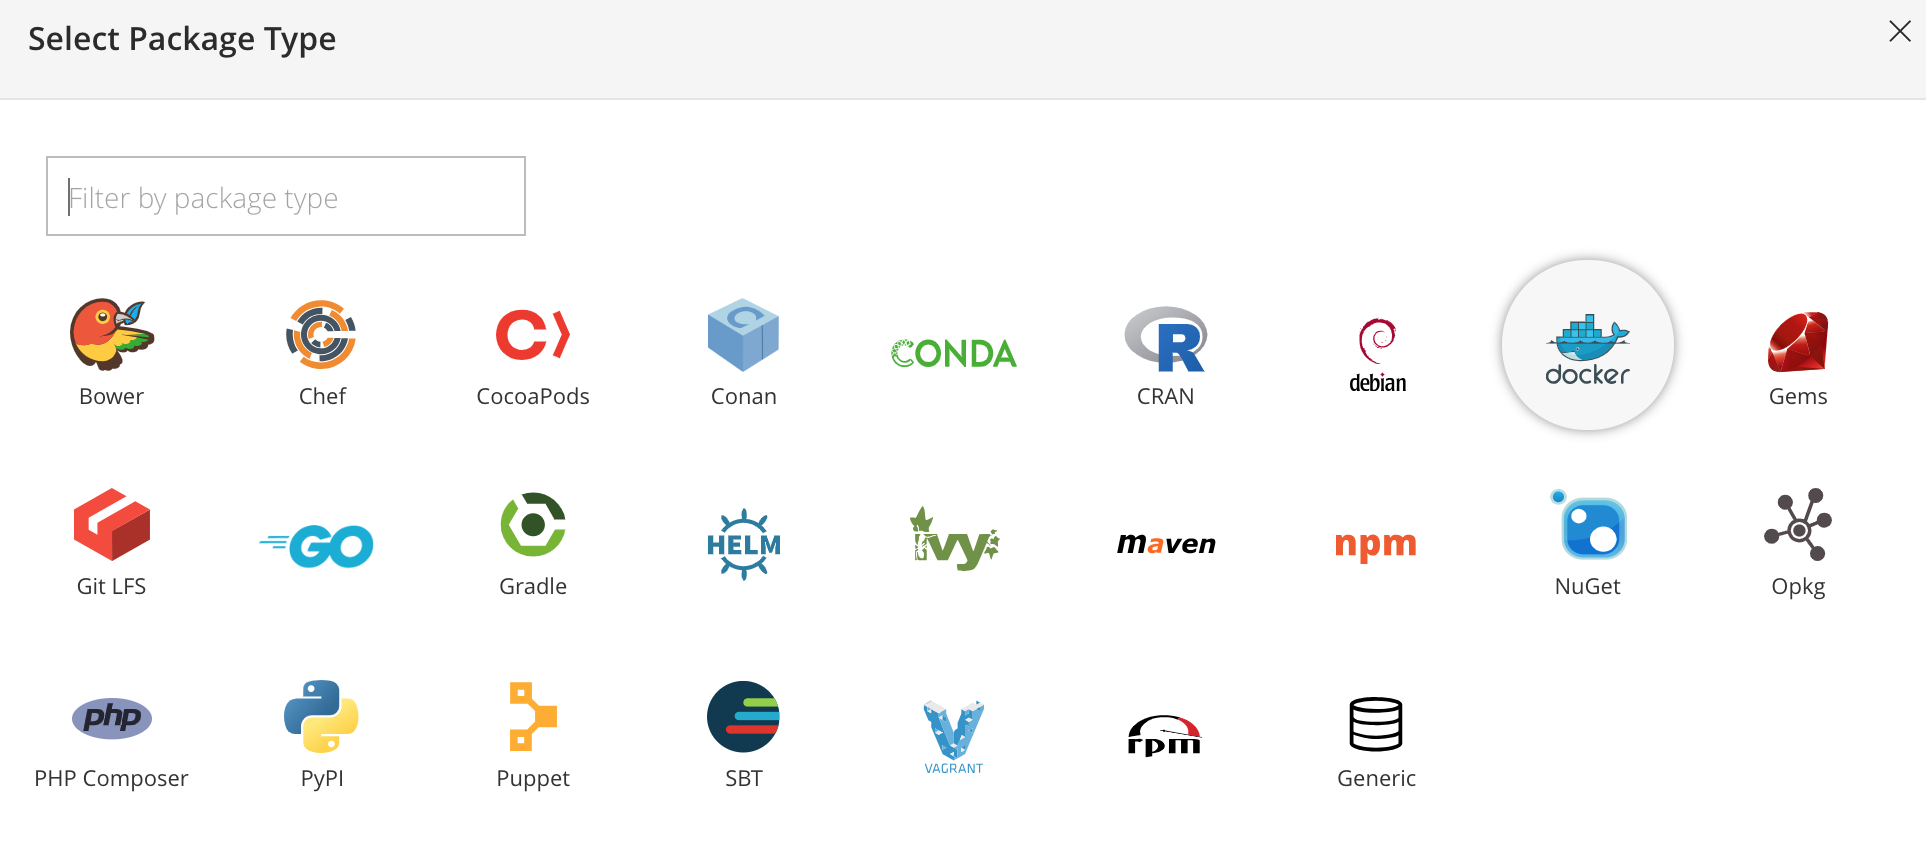 Select Package Type
Filter by package type
Bower
Chef
CocoaPods
Conan
CONDA
CRAN
debian
docker
Gems
Git LFS
GO
Gradle
HELM
ivy
maven
npm
NuGet
Opkg
php
PHP Composer
PyPI
Puppet
SBT
VAGRANT
rpm
Generic